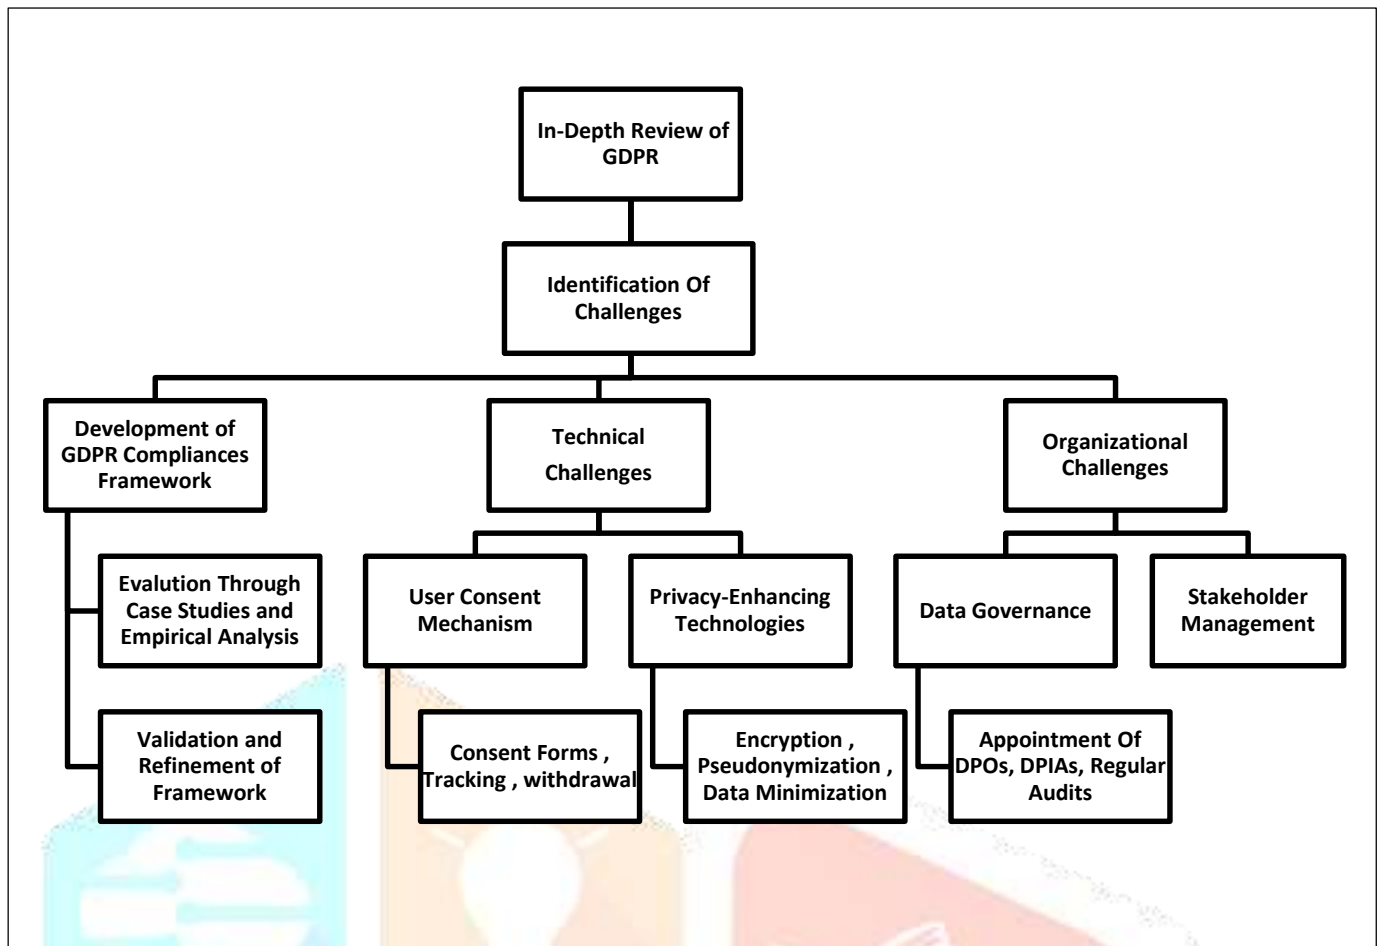 In-Depth Review of
GDPR
Identification Of
Challenges
Development of
GDPR Compliances
Framework
Technical
Challenges
Organizational
Challenges
Evalution Through
Case Studies and
Empirical Analysis
User Consent
Mechanism
Privacy-Enhancing
Technologies
Data Governance
Stakeholder
Management
Validation and
Refinement of
Framework
Consent Forms ,
Tracking , withdrawal
Encryption ,
Pseudonymization ,
Data Minimization
Appointment Of
DPOs, DPIAs, Regular
Audits